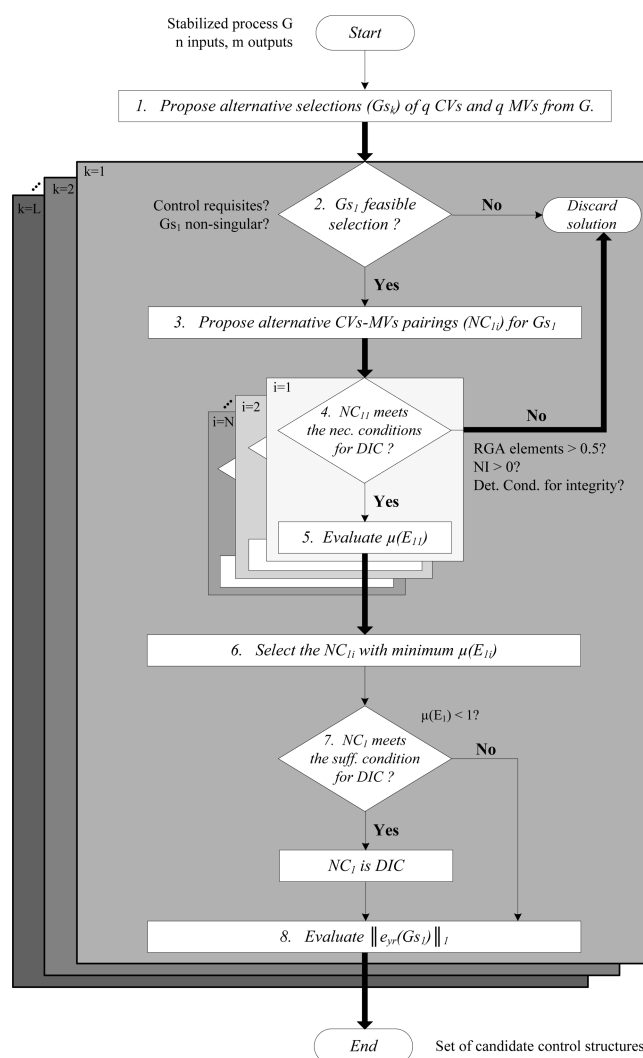 Stabilized process G
n inputs, m outputs
Start
1. Propose alternative selections (Gsk) of q CVs and q MVs from G.
k=1
k=2
k=L
Control requisites?
Gs1 non-singular?
2. Gs1 feasible
selection ?
No
Discard
solution
Yes
3. Propose alternative CVs-MVs pairings (NC1i) for Gs1
i=1
i=2
i=N
4. NC11 meets
the nec. conditions
for DIC ?
No
RGA elements > 0.5?
NI > 0?
Det. Cond. for integrity?
Yes
5. Evaluate μ(E11)
6. Select the NC1i with minimum μ(E1i)
μ(E1) < 1?
7. NC1 meets
the suff. condition
for DIC ?
No
Yes
NC1 is DIC
8. Evaluate ‖eyr(Gs1)‖1
End
Set of candidate control structures